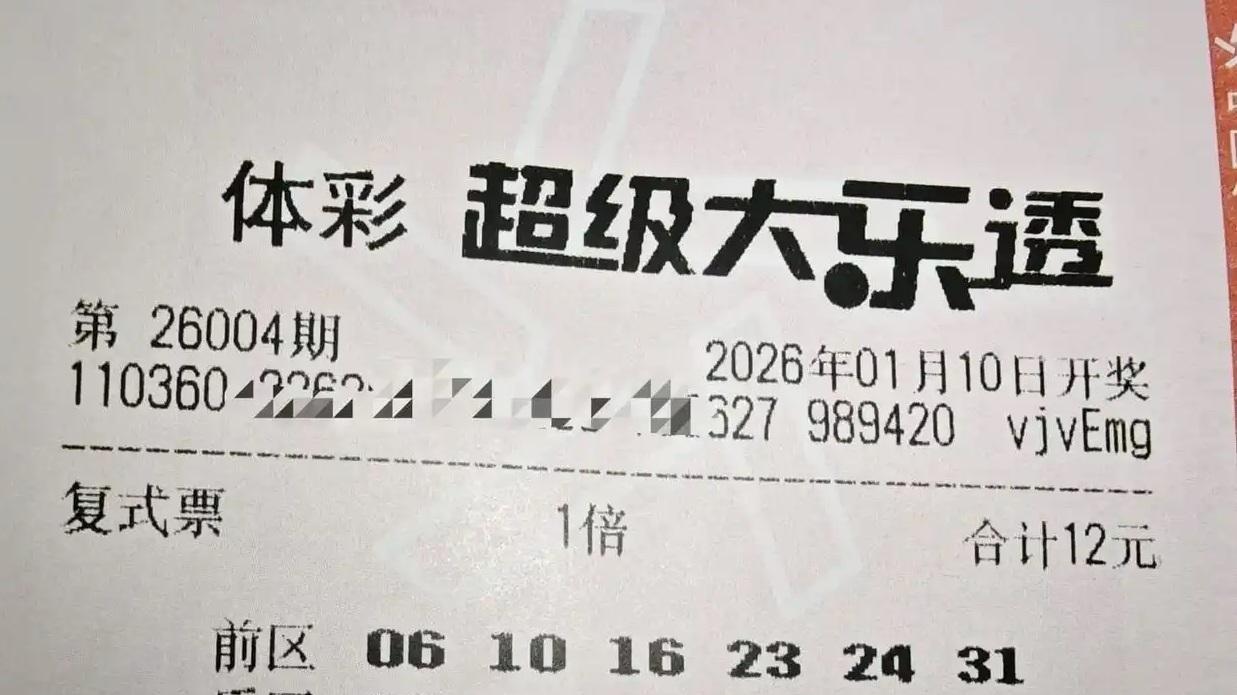 体彩 超级大乐透
第 26004期
2026年01月10日开奖
110360
627 989420 vjvEmg
复式票 1倍 合计12元
前区 06 10 16 23 24 31